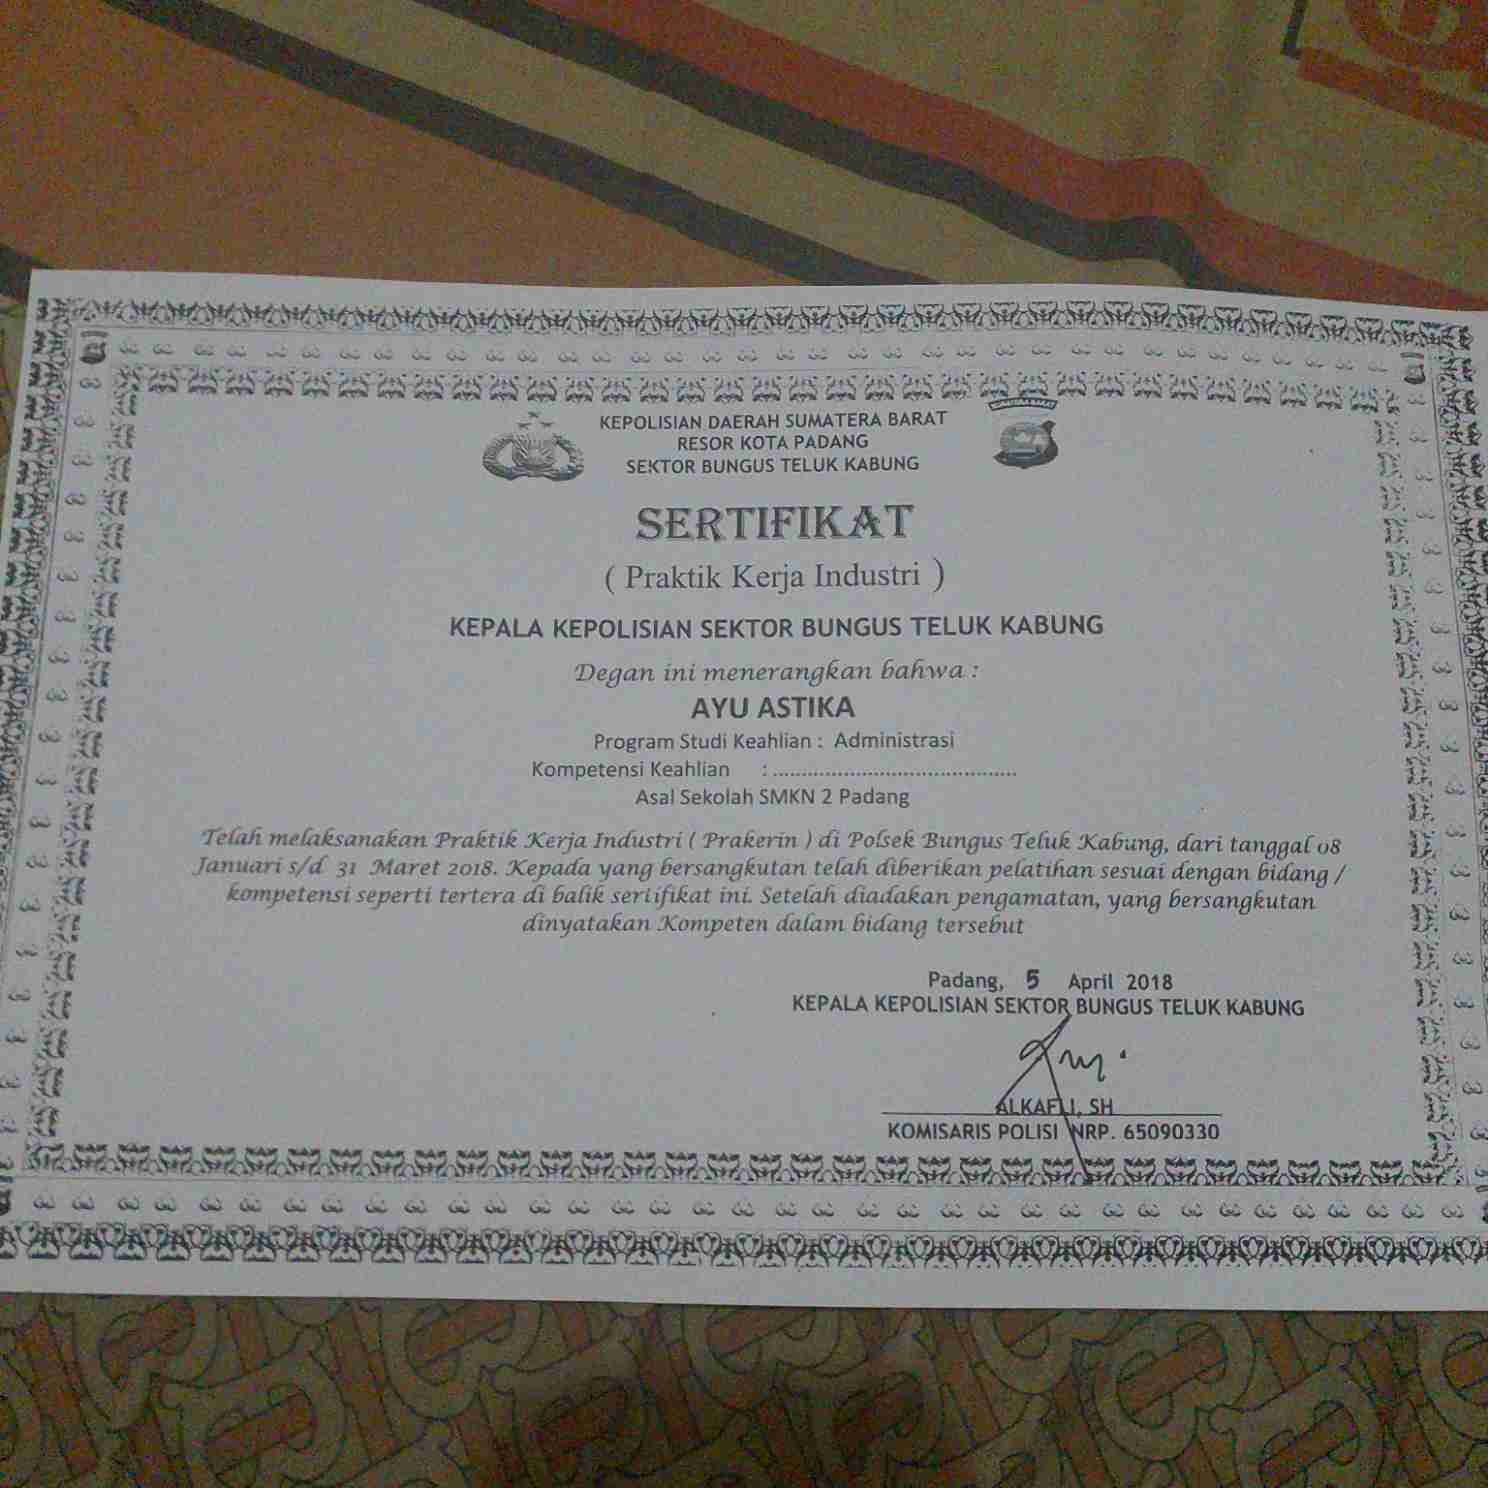 KEPOLISIAN DAERAH SUMATERA BARAT
RESOR KOTA PADANG
SEKTOR BUNGUS TELUK KABUNG
SUMATERA BARAT
SERTIFIKAT
( Praktik Kerja Industri )
KEPALA KEPOLISIAN SEKTOR BUNGUS TELUK KABUNG
Degan ini menerangkan bahwa :
AYU ASTIKA
Program Studi Keahlian : Administrasi
Kompetensi Keahlian : ............................................
Asal Sekolah SMKN 2 Padang
Telah melaksanakan Praktik Kerja Industri ( Prakerin ) di Polsek Bungus Teluk Kabung, dari tanggal 08
Januari s/d 31 Maret 2018. Kepada yang bersangkutan telah diberikan pelatihan sesuai dengan bidang /
kompetensi seperti tertera di balik sertifikat ini. Setelah diadakan pengamatan, yang bersangkutan
dinyatakan Kompeten dalam bidang tersebut
Padang, 5 April 2018
KEPALA KEPOLISIAN SEKTOR BUNGUS TELUK KABUNG
SH
KOMISARIS POLISI NRP. 65090330